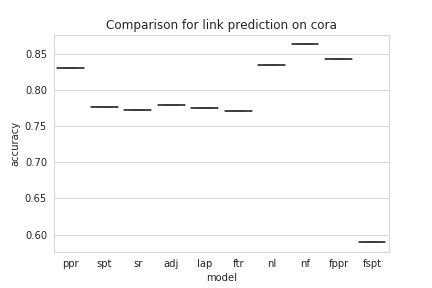 Comparison for link prediction on cora
0.85
0.80
0.75
0.70
0.65
0.60
accuracy
ppr spt sr adj lap ftr nl nf fppr fspt
model